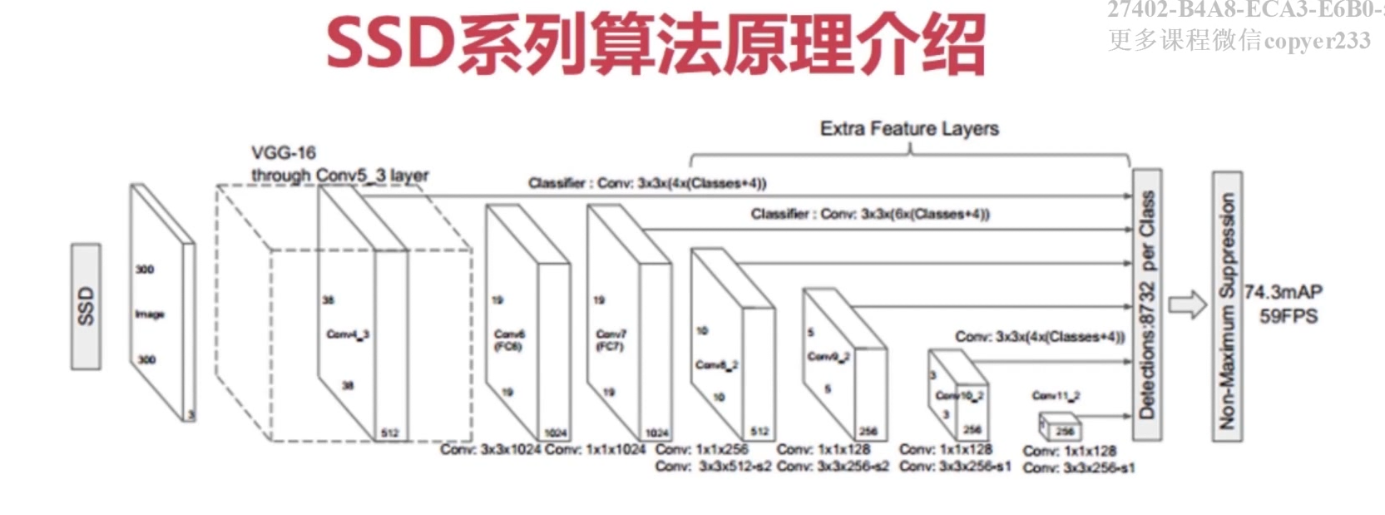 27402-B4A8-ECA3-E6B0-
更多课程微信copyer233
SSD系列算法原理介绍
Extra Feature Layers
VGG-16
through Conv5_3 layer
Classifier : Conv: 3x3x(4x(Classes+4))
Classifier : Conv: 3x3x(6x(Classes+4))
Conv: 3x3x(4x(Classes+4))
SSD
300
Image
300
3
38
Conv4_3
38
512
19
Conv6
(FC6)
19
1024
19
Conv7
(FC7)
19
1024
10
Conv8_2
10
512
5
Conv9_2
5
256
3
Conv10_2
3
256
Conv11_2
256
Detections:8732 per Class
Non-Maximum Suppression
74.3mAP
59FPS
Conv: 3x3x1024
Conv: 1x1x1024
Conv: 1x1x256
Conv: 3x3x512-s2
Conv: 1x1x128
Conv: 3x3x256-s2
Conv: 1x1x128
Conv: 3x3x256-s1
Conv: 1x1x128
Conv: 3x3x256-s1